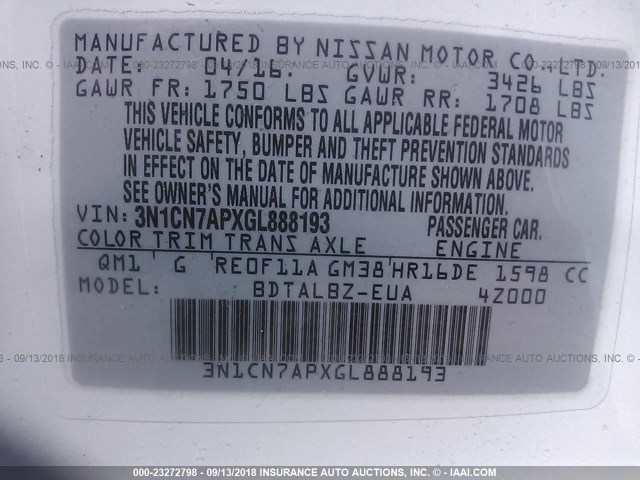 MANUFACTURED BY NISSAN MOTOR CO.,LTD.
DATE: 04/16. GVWR: 3426 LBS
GAWR FR: 1750 LBS GAWR RR: 1708 LBS
THIS VEHICLE CONFORMS TO ALL APPLICABLE FEDERAL MOTOR
VEHICLE SAFETY, BUMPER AND THEFT PREVENTION STANDARDS
IN EFFECT ON THE DATE OF MANUFACTURE SHOWN ABOVE.
SEE OWNER'S MANUAL FOR ADDITIONAL INFORMATION.
VIN: 3N1CN7APXGL888193 PASSENGER CAR.
COLOR TRIM TRANS AXLE ENGINE
QM1 G RE0F11A GM38 HR16DE 1598 CC
MODEL: BDTALBZ-EUA 4Z000
3N1CN7APXGL888193
000-23272798 - 09/13/2018 INSURANCE AUTO AUCTIONS INC. - © - IAAI.COM